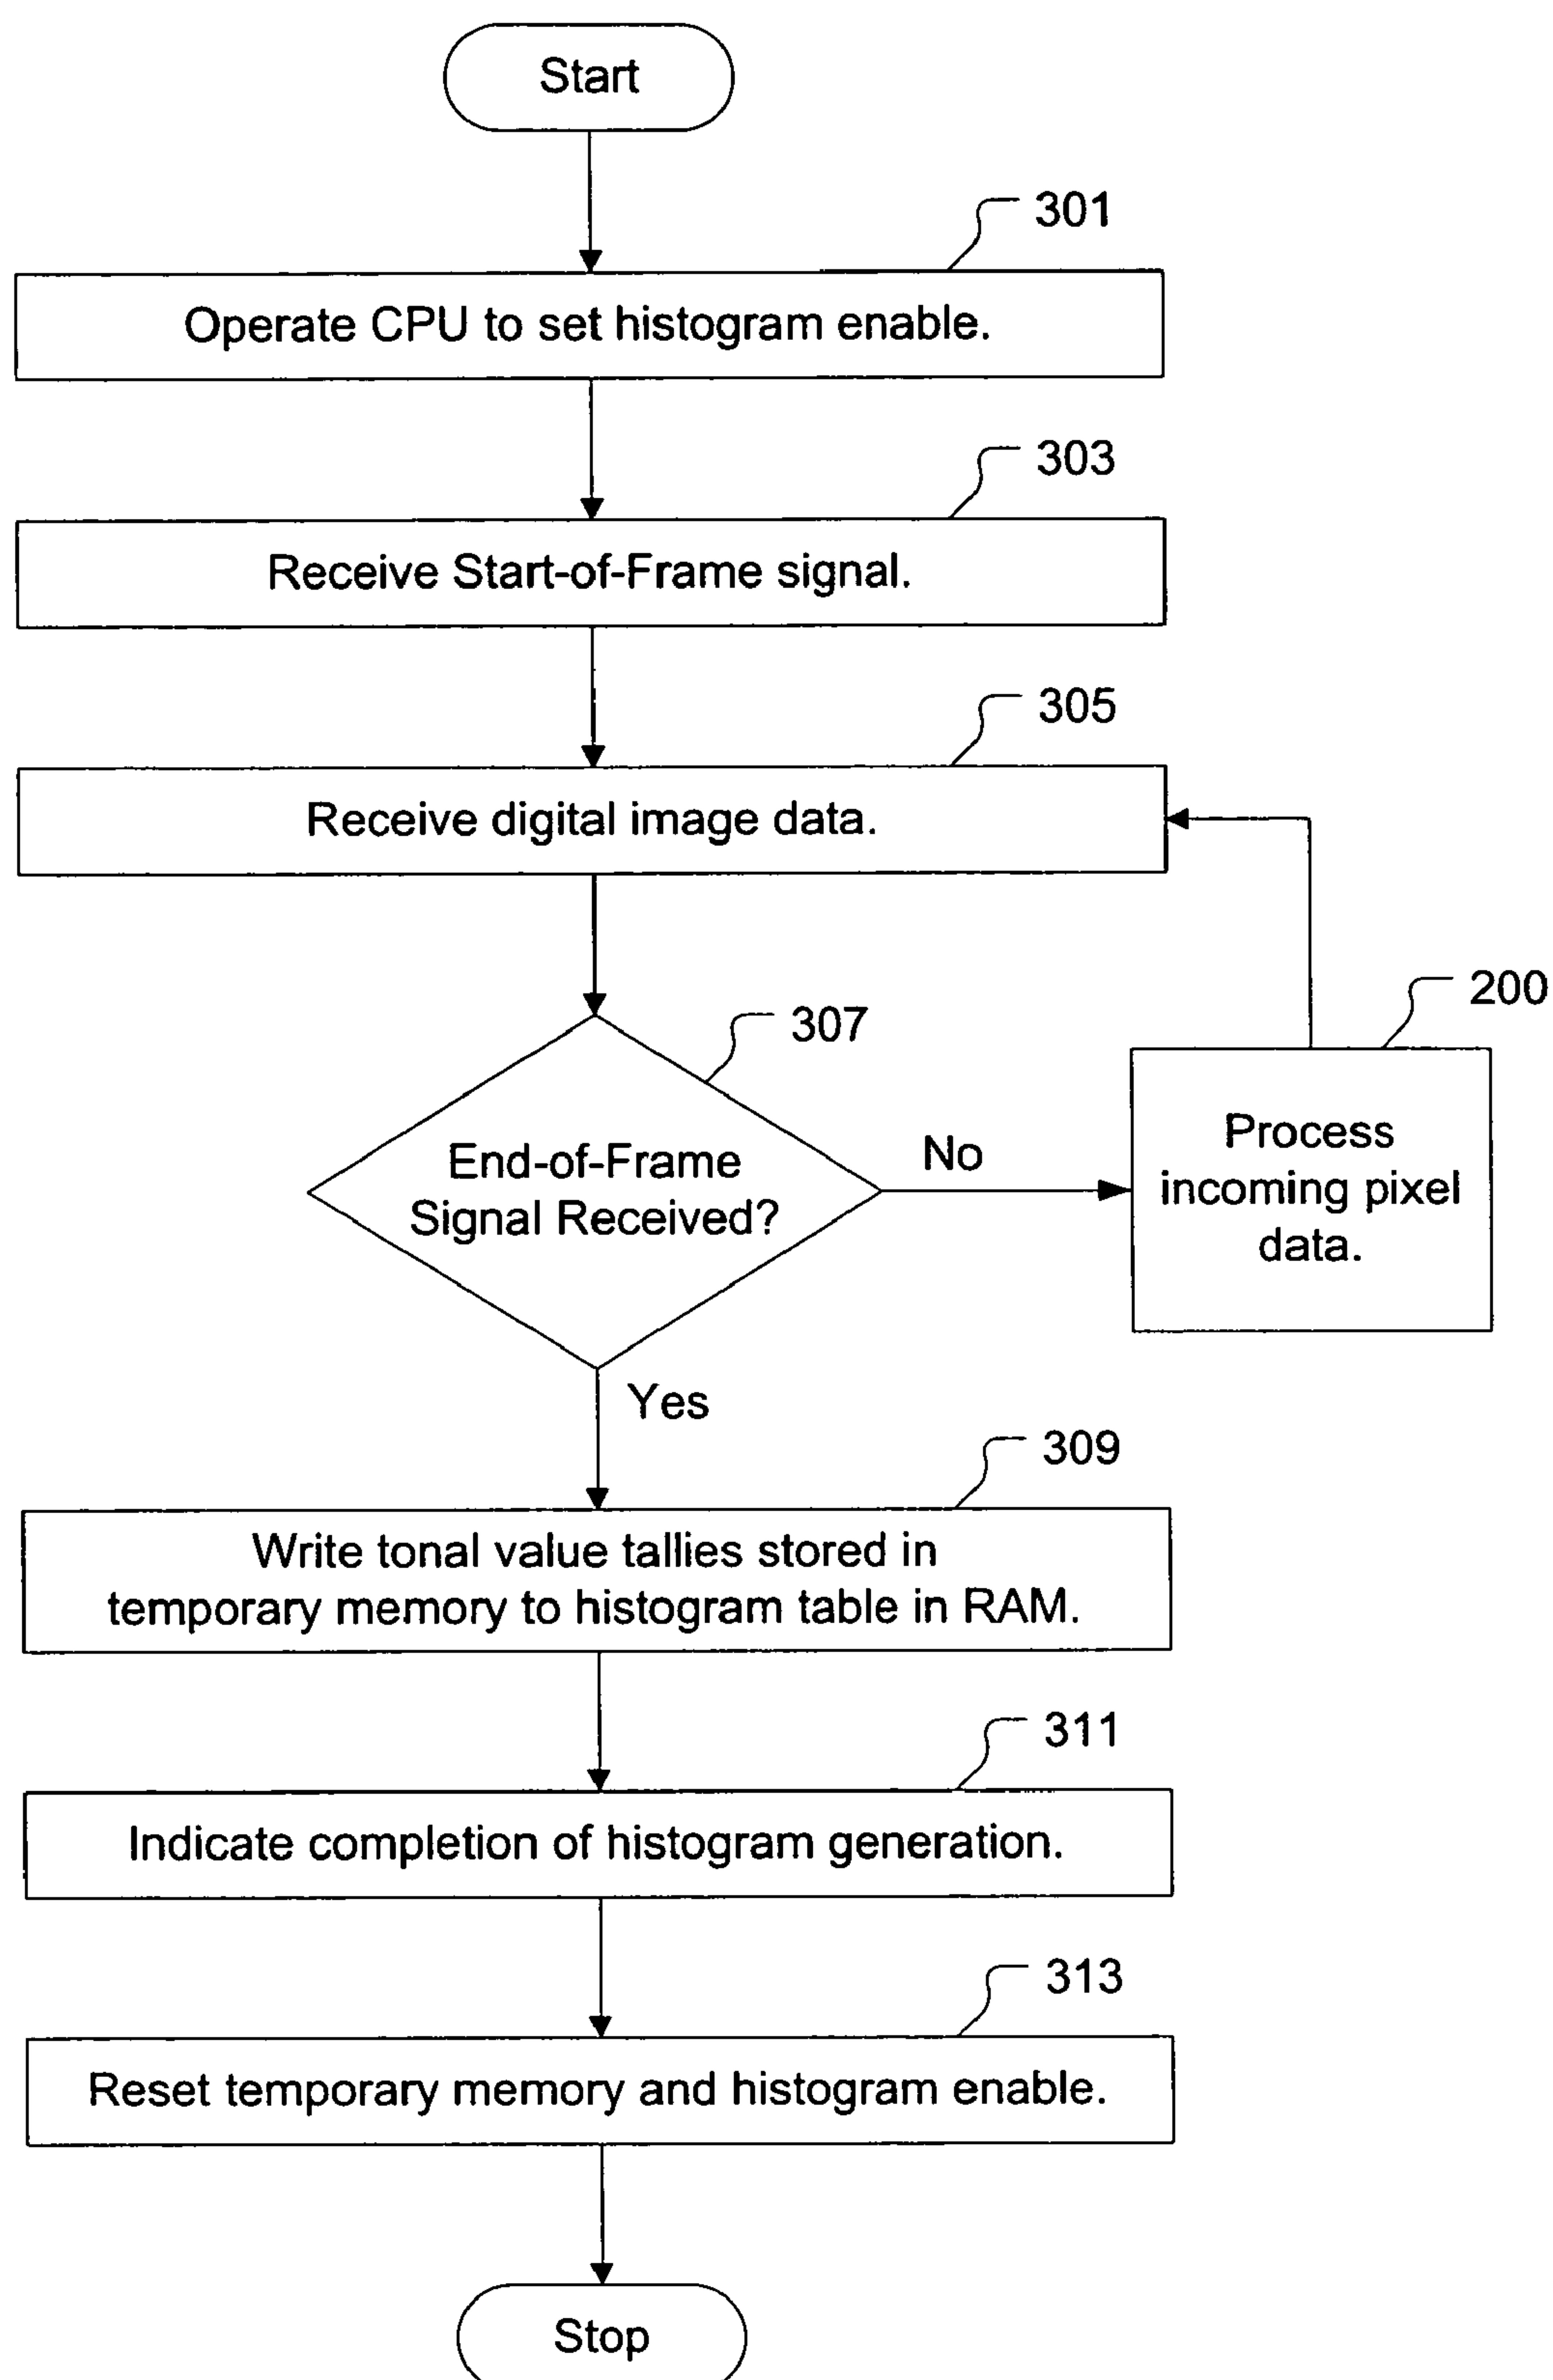 Start
301
Operate CPU to set histogram enable.
303
Receive Start-of-Frame signal.
305
Receive digital image data.
200
307
End-of-Frame
Signal Received?
No
Process
incoming pixel
data.
Yes
309
Write tonal value tallies stored in
temporary memory to histogram table in RAM.
311
Indicate completion of histogram generation.
313
Reset temporary memory and histogram enable.
Stop